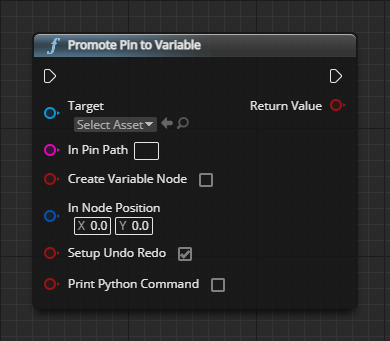 Promote Pin to Variable
Target
Return Value
Select Asset
In Pin Path
Create Variable Node
In Node Position
X 0.0 Y 0.0
Setup Undo Redo
Print Python Command